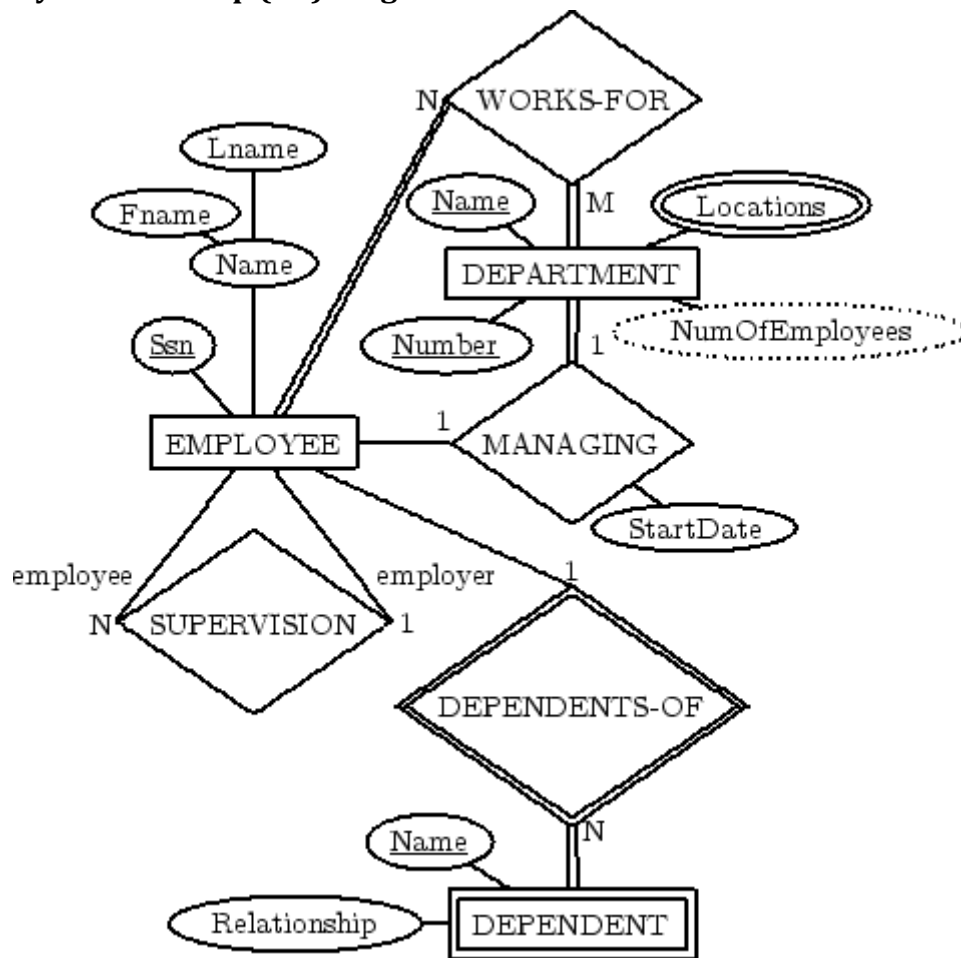 WORKS-FOR
N
Lname
Name
M
Locations
Fname
Name
DEPARTMENT
Ssn
Number
1
NumOfEmployees
EMPLOYEE
1
MANAGING
StartDate
employee
employer
1
N
SUPERVISION
1
DEPENDENTS-OF
N
Name
Relationship
DEPENDENT